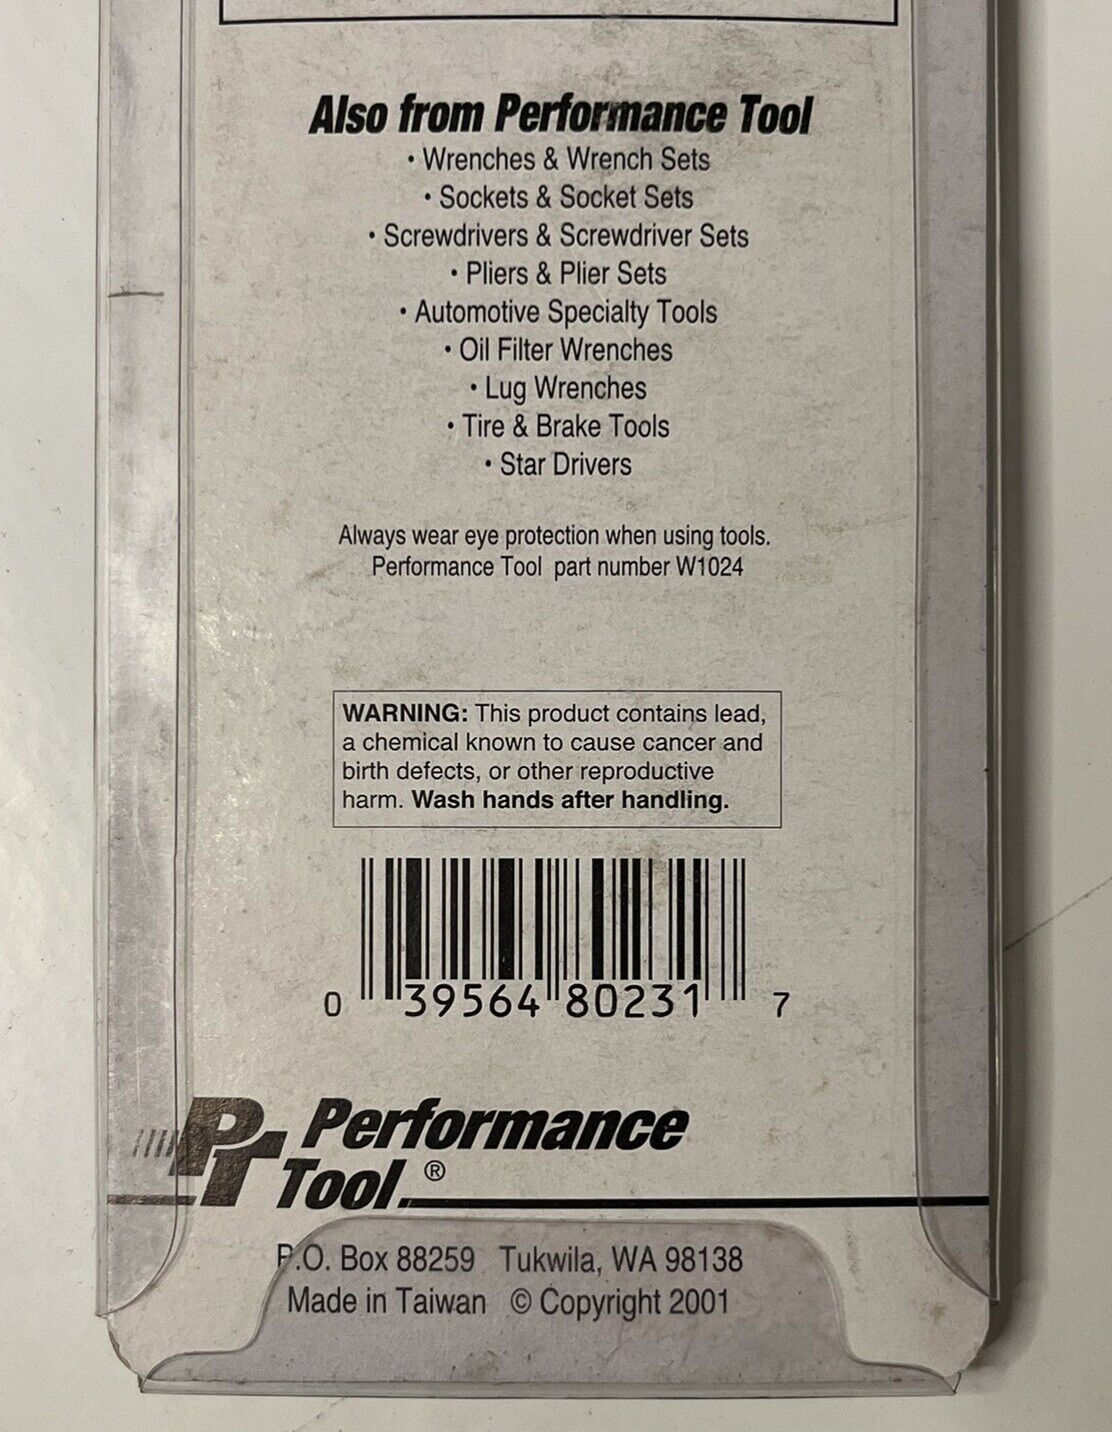 Also from Performance Tool
• Wrenches & Wrench Sets
• Sockets & Socket Sets
• Screwdrivers & Screwdriver Sets
• Pliers & Plier Sets
• Automotive Specialty Tools
• Oil Filter Wrenches
• Lug Wrenches
• Tire & Brake Tools
• Star Drivers
Always wear eye protection when using tools.
Performance Tool part number W1024
WARNING: This product contains lead,
a chemical known to cause cancer and
birth defects, or other reproductive
harm. Wash hands after handling.
0 39564 80231 7
PT Performance
Tool.®
P.O. Box 88259 Tukwila, WA 98138
Made in Taiwan © Copyright 2001